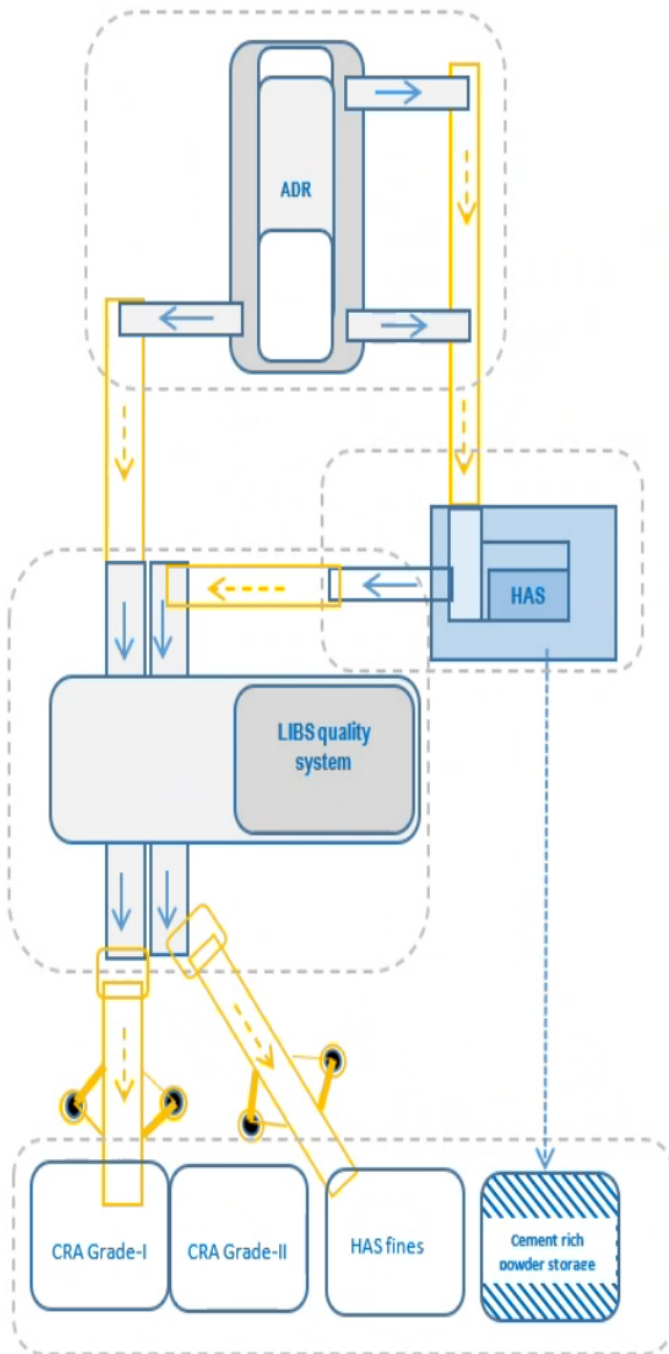 ADR
HAS
LIBS quality
system
CRA Grade-I
CRA Grade-II
HAS fines
Cement rich
powder storage